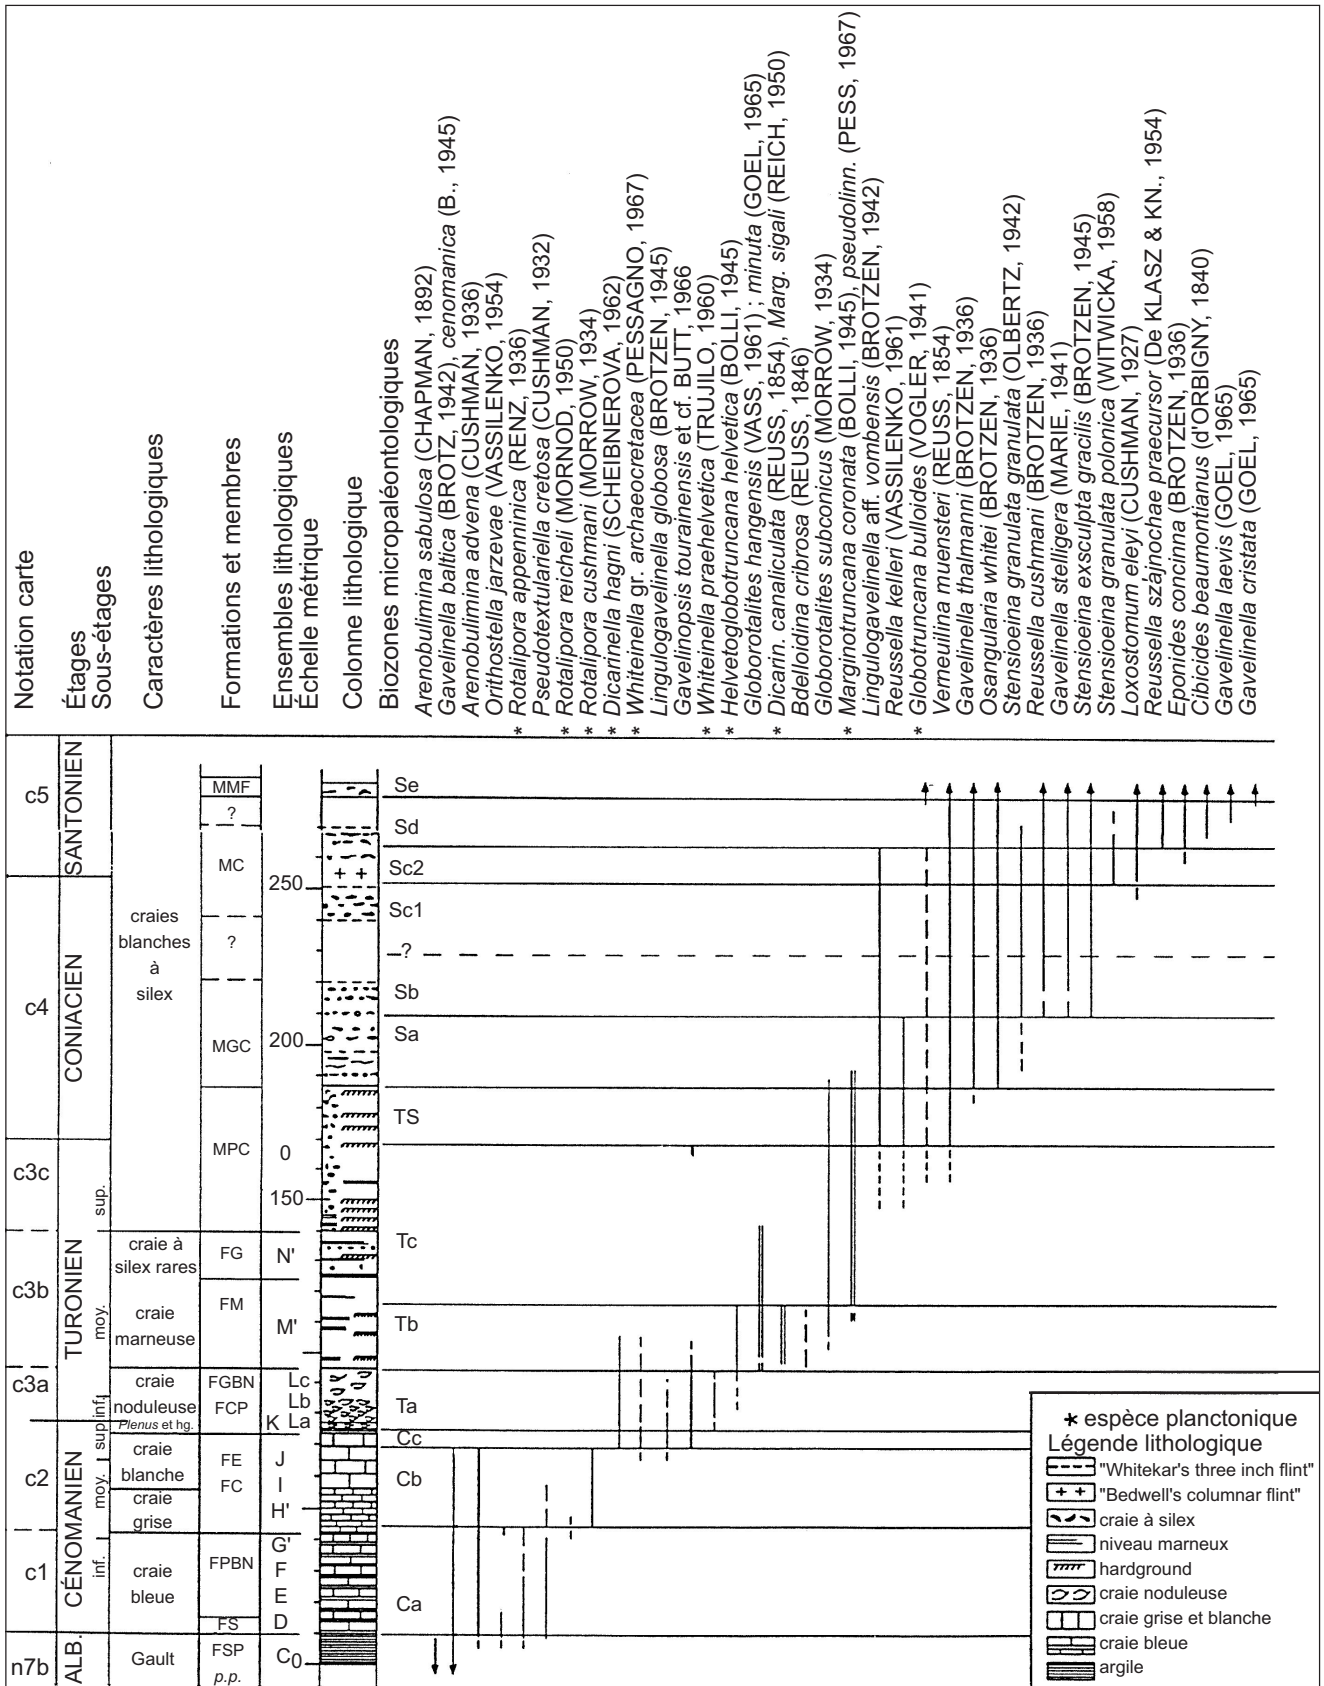 Notation carte
Étages
Sous-étages
Caractères lithologiques
Formations et membres
Ensembles lithologiques
Échelle métrique
Colonne lithologique
Biozones micropaléontologiques
Arenobulimina sabulosa (CHAPMAN, 1892)
Gavelinella baltica (BROTZ, 1942), cenomanica (B., 1945)
Arenobulimina advena (CUSHMAN, 1936)
Orithostella jarzevae (VASSILENKO, 1954)
* Rotalipora appenninica (RENZ, 1936)
Pseudotextulariella cretosa (CUSHMAN, 1932)
* Rotalipora reicheli (MORNOD, 1950)
* Rotalipora cushmani (MORROW, 1934)
* Dicarinella hagni (SCHEIBNEROVA, 1962)
* Whiteinella gr. archaeocretacea (PESSAGNO, 1967)
Lingulogavelinella globosa (BROTZEN, 1945)
Gavelinopsis tourainensis et cf. BUTT, 1966
* Whiteinella praehelvetica (TRUJILO, 1960)
* Helvetoglobotruncana helvetica (BOLLI, 1945)
Globorotalites hangensis (VASS, 1961) ; minuta (GOEL, 1965)
* Dicarin. canaliculata (REUSS, 1854), Marg. sigali (REICH, 1950)
Bdelloidina cribrosa (REUSS, 1846)
Globorotalites subconicus (MORROW, 1934)
* Marginotruncana coronata (BOLLI, 1945), pseudolinn. (PESS, 1967)
Lingulogavelinella aff. vombensis (BROTZEN, 1942)
Reussella kelleri (VASSILENKO, 1961)
* Globotruncana bulloides (VOGLER, 1941)
Verneuilina muensteri (REUSS, 1854)
Gavelinella thalmanni (BROTZEN, 1936)
Osangularia whitei (BROTZEN, 1936)
Stensioeina granulata granulata (OLBERTZ, 1942)
Reussella cushmani (BROTZEN, 1936)
Gavelinella stelligera (MARIE, 1941)
Stensioeina exsculpta gracilis (BROTZEN, 1945)
Stensioeina granulata polonica (WITWICKA, 1958)
Loxostomum eleyi (CUSHMAN, 1927)
Reussella szajnochae praecursor (De KLASZ & KN., 1954)
Eponides concinna (BROTZEN, 1936)
Cibicides beaumontianus (d'ORBIGNY, 1840)
Gavelinella laevis (GOEL, 1965)
Gavelinella cristata (GOEL, 1965)
c5
c4
c3c
c3b
c3a
c2
c1
n7b
SANTONIEN
CONIACIEN
TURONIEN
sup.
moy.
inf.
CÉNOMANIEN
sup
moy.
inf.
ALB.
craies
blanches
à
silex
craie à
silex rares
craie
marneuse
craie
noduleuse
Plenus et hg.
craie
blanche
craie
grise
craie
bleue
Gault
MMF
?
MC
?
MGC
MPC
FG
FM
FGBN
FCP
FE
FC
FPBN
FS
FSP
p.p.
250
200
0
150
N'
M'
Lc
Lb
K La
J
I
H'
G'
F
E
D
C0
Se
Sd
Sc2
Sc1
?
Sb
Sa
TS
Tc
Tb
Ta
Cc
Cb
Ca
* espèce planctonique
Légende lithologique
"Whitekar's three inch flint"
"Bedwell's columnar flint"
craie à silex
niveau marneux
hardground
craie noduleuse
craie grise et blanche
craie bleue
argile